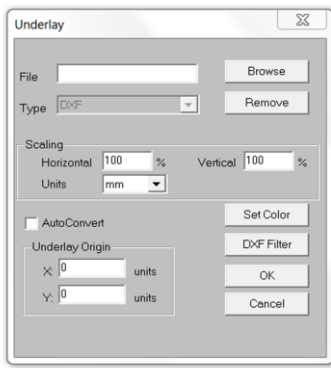 Underlay
File
Browse
Type DXF
Remove
Scaling
Horizontal 100 % Vertical 100 %
Units mm
AutoConvert
Set Color
Underlay Origin
DXF Filter
X: 0 units
OK
Y: 0 units
Cancel